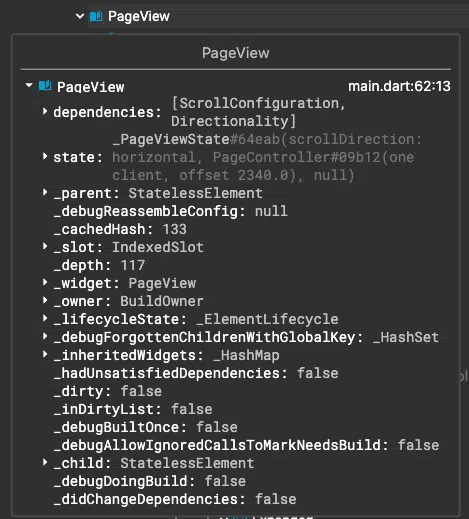 PageView
PageView
PageView main.dart:62:13
dependencies: [ScrollConfiguration,
Directionality]
_PageViewState#64eab(scrollDirection:
state: horizontal, PageController#09b12(one
client, offset 2340.0), null)
_parent: StatelessElement
_debugReassembleConfig: null
_cachedHash: 133
_slot: IndexedSlot
_depth: 117
_widget: PageView
_owner: BuildOwner
_lifecycleState: _ElementLifecycle
_debugForgottenChildrenWithGlobalKey: _HashSet
_inheritedWidgets: _HashMap
_hadUnsatisfiedDependencies: false
_dirty: false
_inDirtyList: false
_debugBuiltOnce: false
_debugAllowIgnoredCallsToMarkNeedsBuild: false
_child: StatelessElement
_debugDoingBuild: false
_didChangeDependencies: false